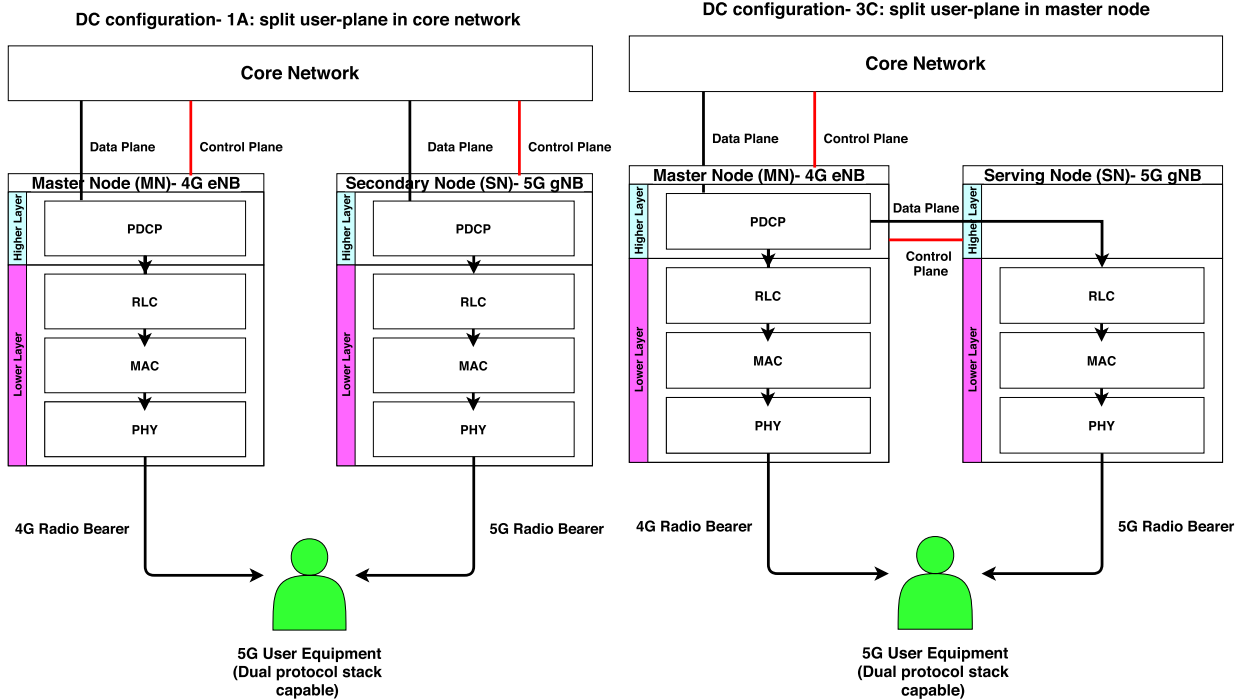 DC configuration- 1A: split user-plane in core network
Core Network
Data Plane
Control Plane
Data Plane
Control Plane
Master Node (MN)- 4G eNB
Higher Layer
PDCP
Lower Layer
RLC
MAC
PHY
Secondary Node (SN)- 5G gNB
Higher Layer
PDCP
Lower Layer
RLC
MAC
PHY
4G Radio Bearer
5G Radio Bearer
5G User Equipment
(Dual protocol stack
capable)
DC configuration- 3C: split user-plane in master node
Core Network
Data Plane
Control Plane
Master Node (MN)- 4G eNB
Higher Layer
PDCP
Lower Layer
RLC
MAC
PHY
Data Plane
Control
Plane
Serving Node (SN)- 5G gNB
Higher Layer
Lower Layer
RLC
MAC
PHY
4G Radio Bearer
5G Radio Bearer
5G User Equipment
(Dual protocol stack
capable)